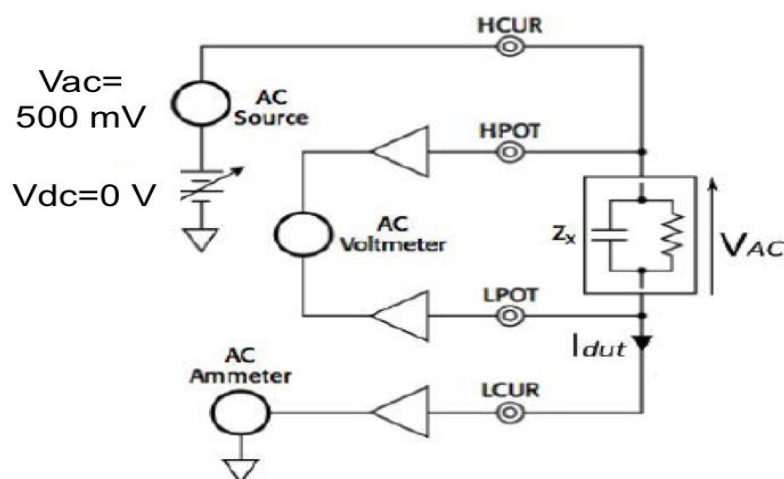 HCUR
Vac=
500 mV
AC
Source
HPOT
Vdc=0 V
AC
Voltmeter
Zx
VAC
LPOT
Idut
AC
Ammeter
LCUR